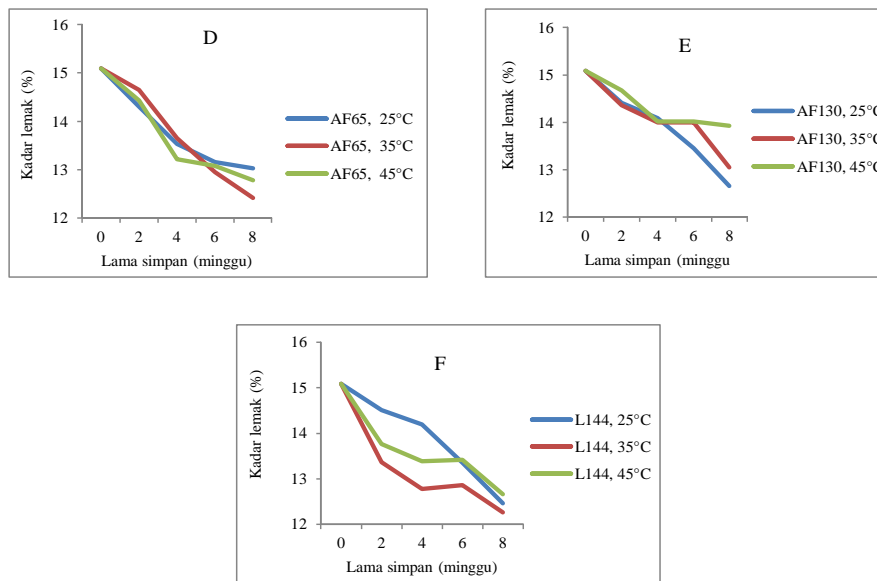 D
Kadar lemak (%)
16
15
14
13
12
0 2 4 6 8
Lama simpan (minggu)
AF65, 25°C
AF65, 35°C
AF65, 45°C
E
Kadar lemak (%)
16
15
14
13
12
0 2 4 6 8
Lama simpan (minggu
AF130, 25°C
AF130, 35°C
AF130, 45°C
F
Kadar lemak (%)
16
15
14
13
12
0 2 4 6 8
Lama simpan (minggu)
L144, 25°C
L144, 35°C
L144, 45°C